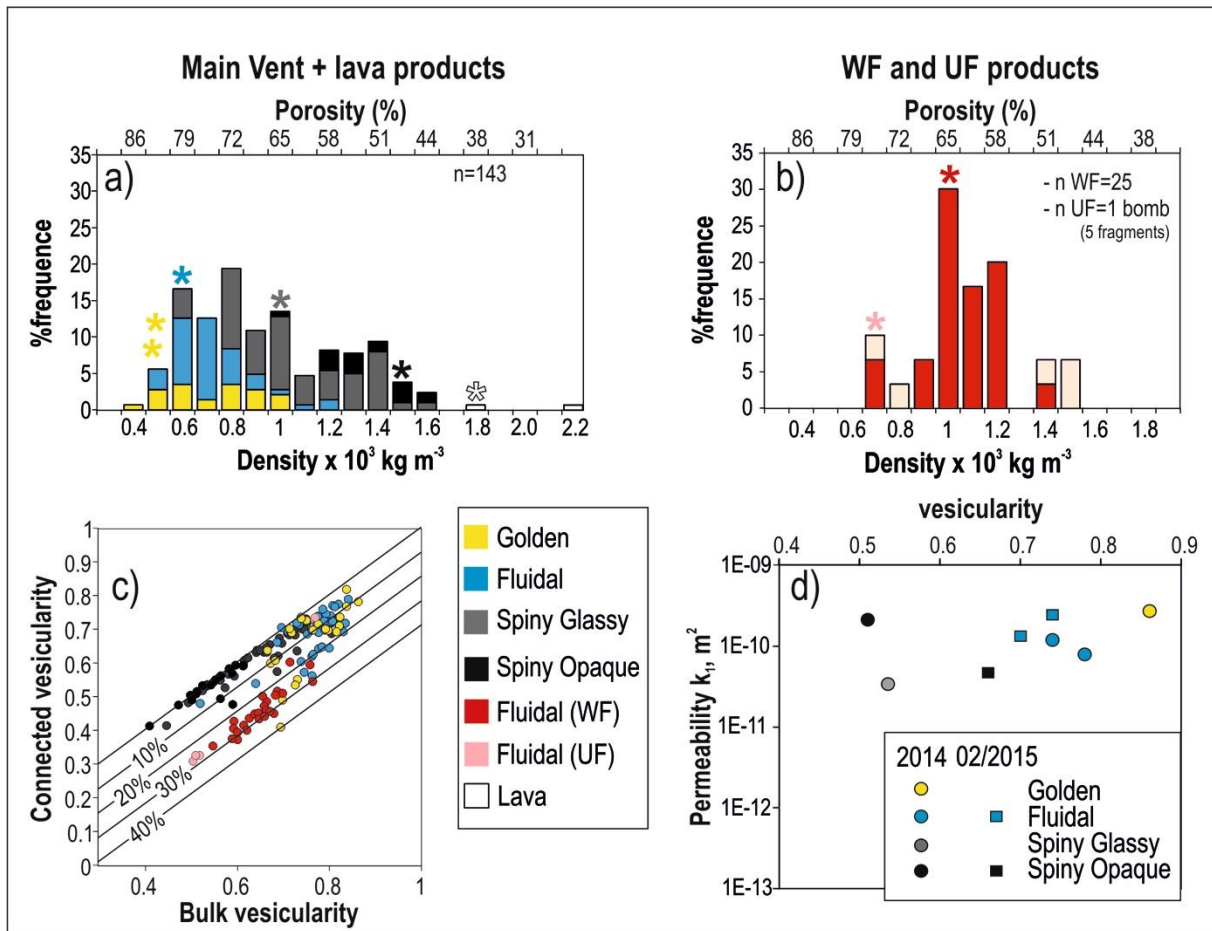 Main Vent + lava products
Porosity (%)
86 79 72 65 58 51 44 38 31
a)
n=143
35
30
25
20
15
10
5
0
%frequence
0.4 0.6 0.8 1 1.2 1.4 1.6 1.8 2.0 2.2
Density x 10³ kg m⁻³
WF and UF products
Porosity (%)
86 79 72 65 58 51 44 38
b)
- n WF=25
- n UF=1 bomb
(5 fragments)
35
30
25
20
15
10
5
0
%frequence
0.4 0.6 0.8 1 1.2 1.4 1.6 1.8
Density x 10³ kg m⁻³
c)
1
0.9
0.8
0.7
0.6
0.5
0.4
0.3
0.2
0.1
0
Connected vesicularity
10%
20%
30%
40%
0.4 0.6 0.8 1
Bulk vesicularity
Golden
Fluidal
Spiny Glassy
Spiny Opaque
Fluidal (WF)
Fluidal (UF)
Lava
vesicularity
0.4 0.5 0.6 0.7 0.8 0.9
d)
1E-09
1E-10
1E-11
1E-12
1E-13
Permeability k₁, m²
2014 02/2015
Golden
Fluidal
Spiny Glassy
Spiny Opaque